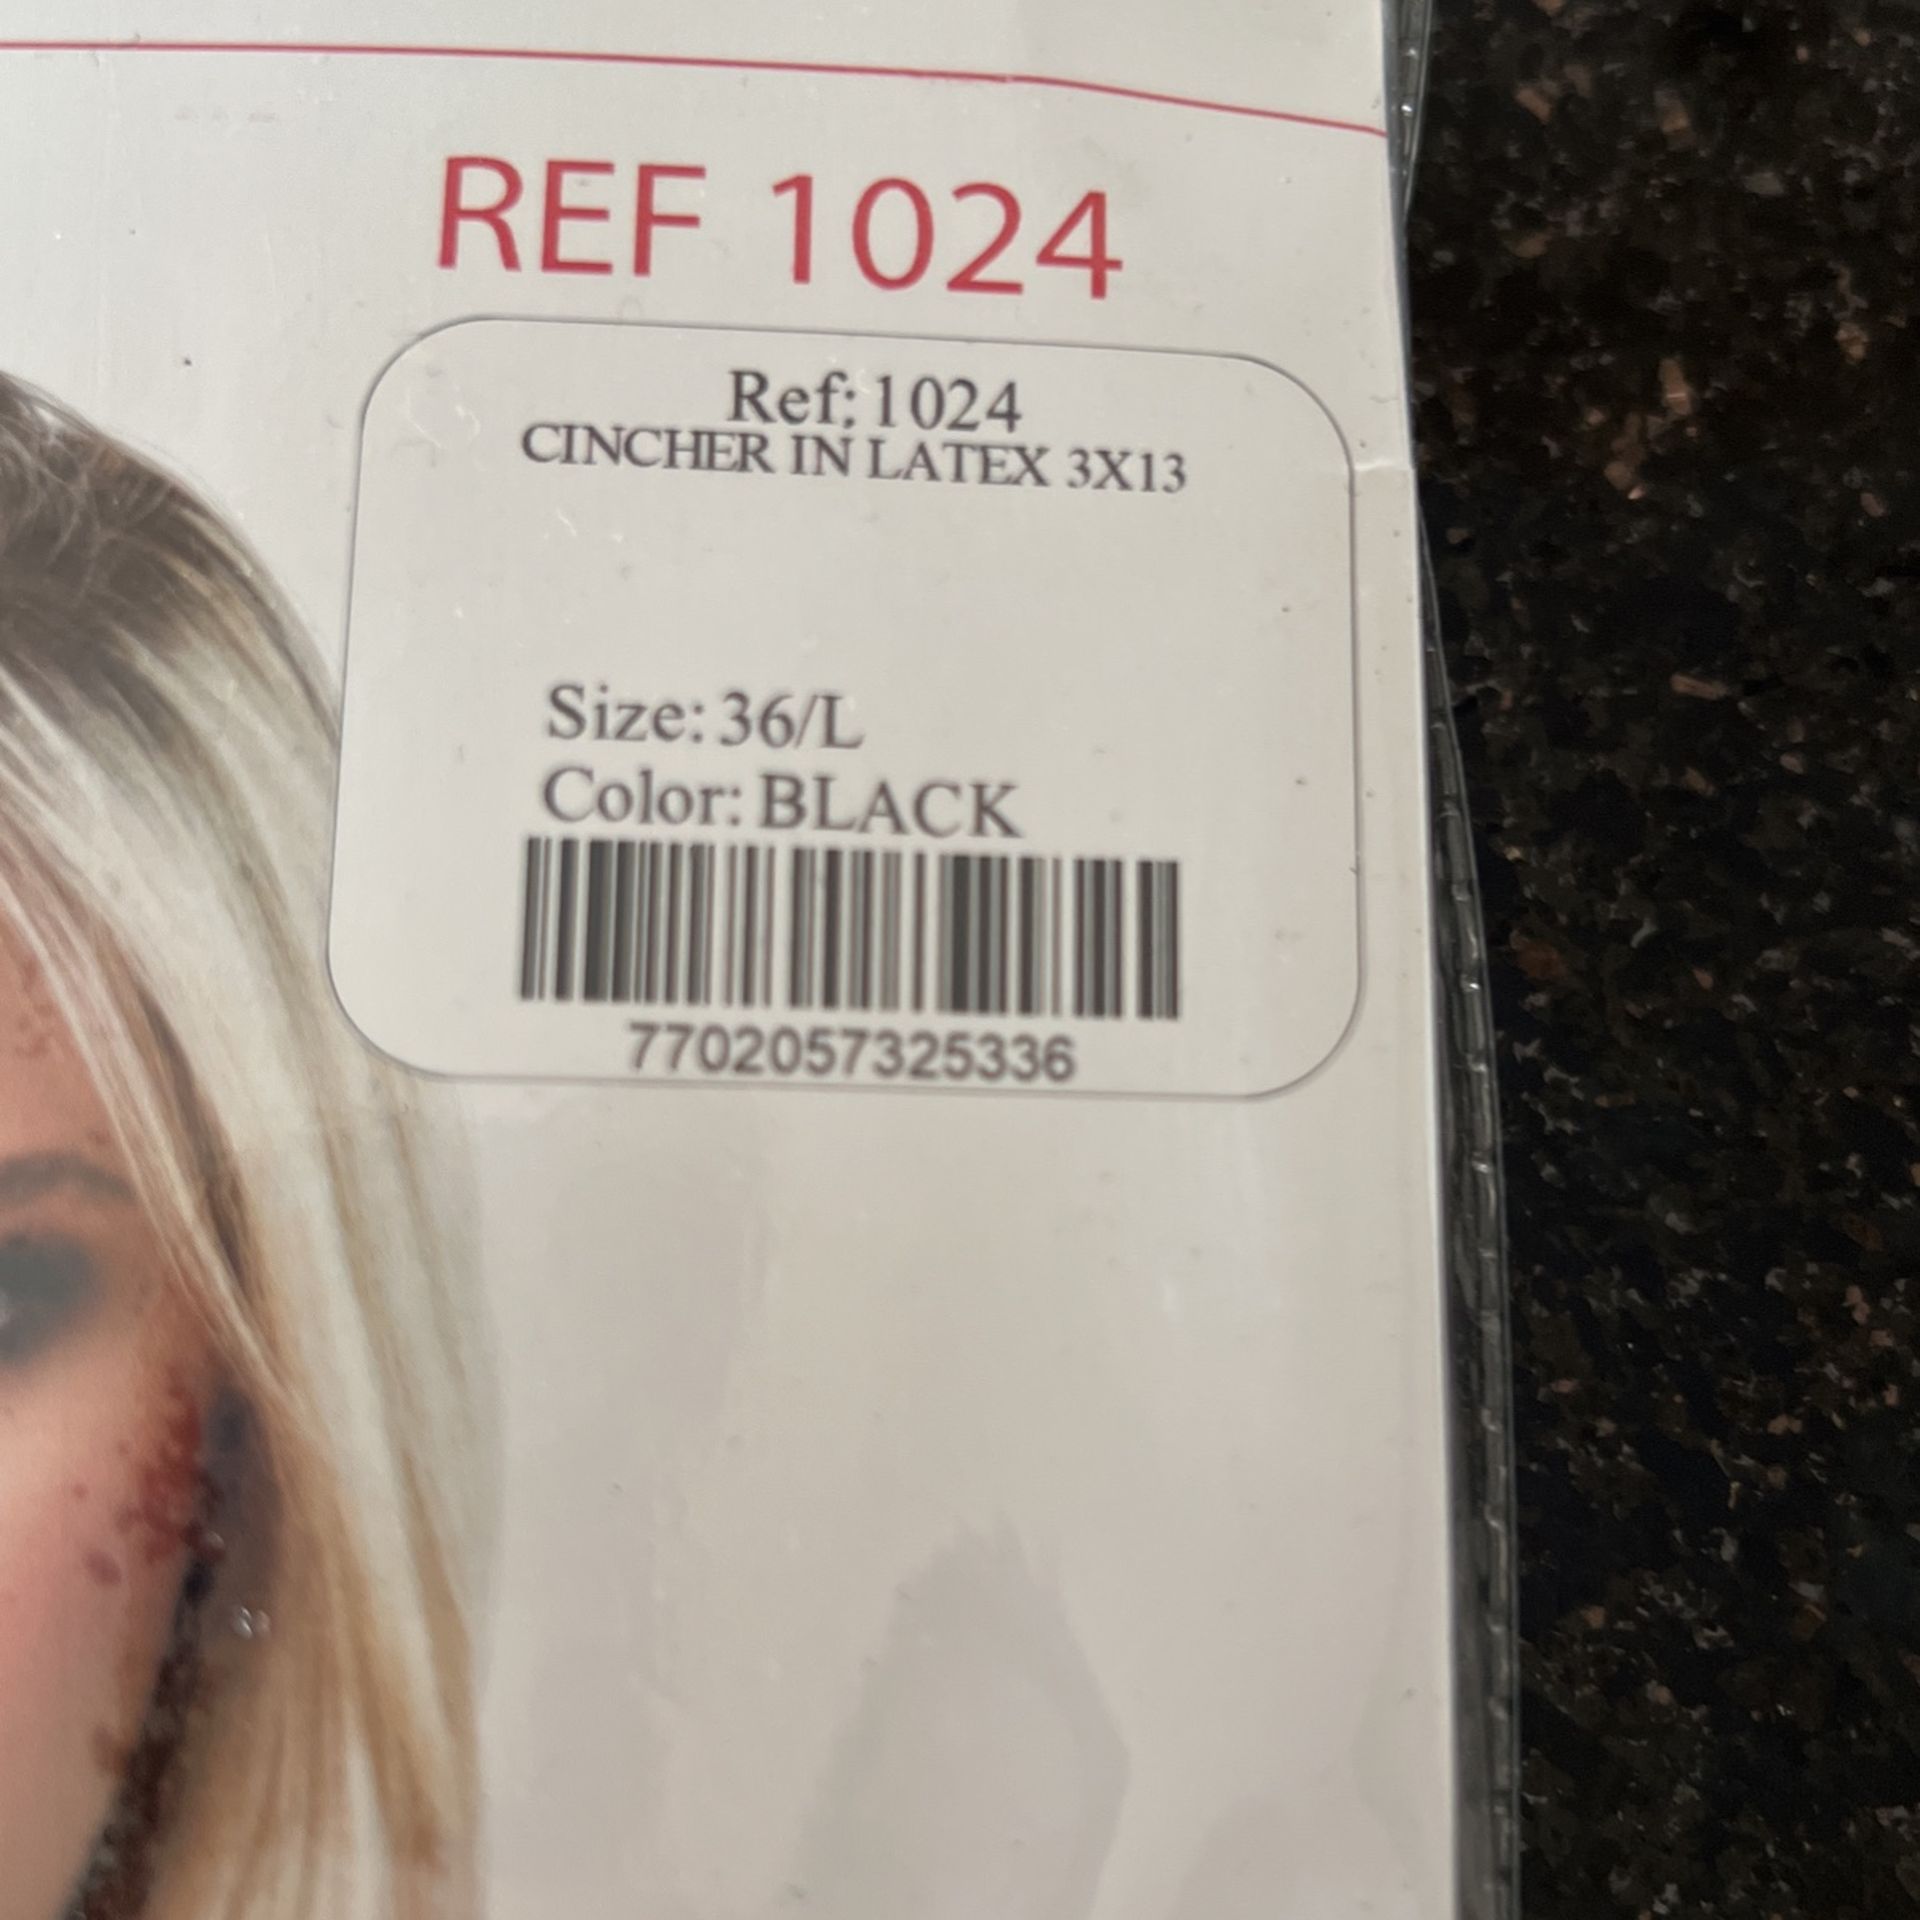 REF 1024
Ref: 1024
CINCHER IN LATEX 3X13
Size: 36/L
Color: BLACK
7702057325336